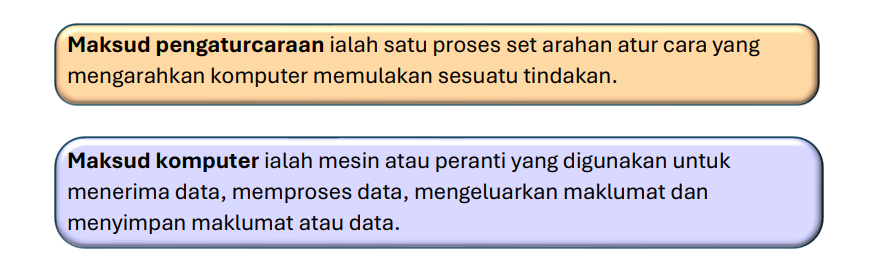 Maksud pengaturcaraan ialah satu proses set arahan atur cara yang
mengarahkan komputer memulakan sesuatu tindakan.
Maksud komputer ialah mesin atau peranti yang digunakan untuk
menerima data, memproses data, mengeluarkan maklumat dan
menyimpan maklumat atau data.